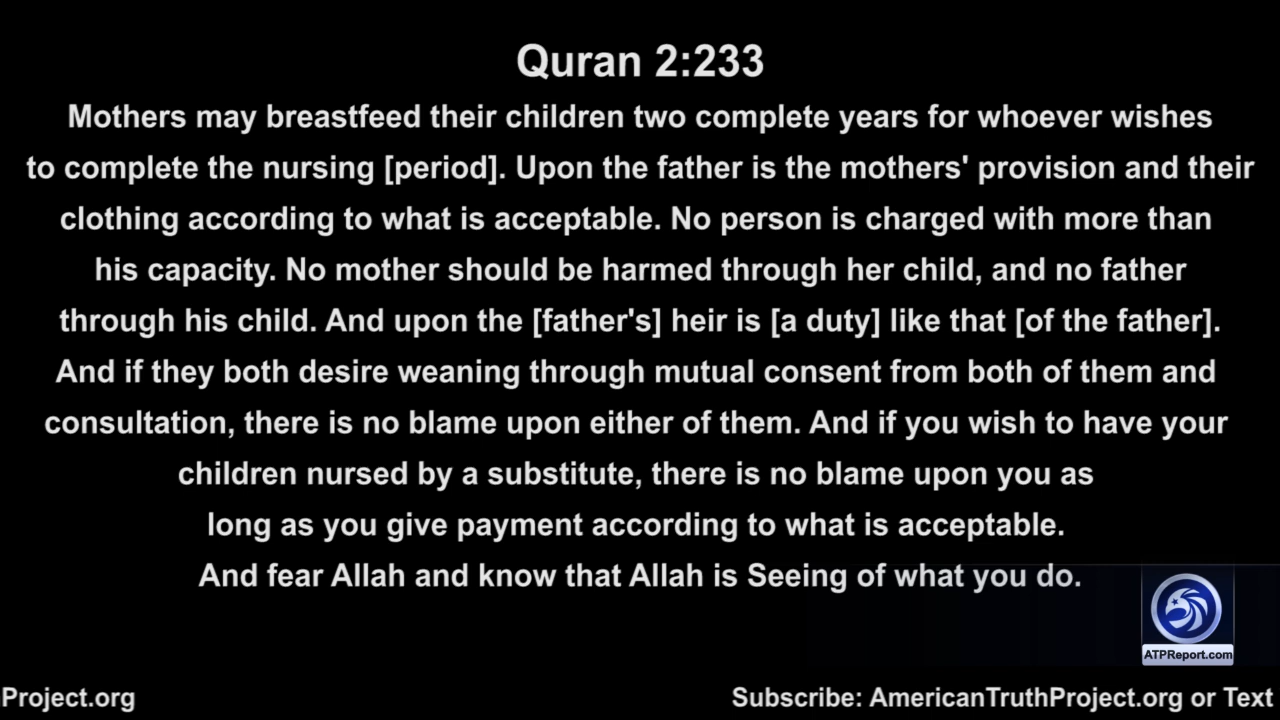 Quran 2:233
Mothers may breastfeed their children two complete years for whoever wishes
to complete the nursing [period]. Upon the father is the mothers' provision and their
clothing according to what is acceptable. No person is charged with more than
his capacity. No mother should be harmed through her child, and no father
through his child. And upon the [father's] heir is [a duty] like that [of the father].
And if they both desire weaning through mutual consent from both of them and
consultation, there is no blame upon either of them. And if you wish to have your
children nursed by a substitute, there is no blame upon you as
long as you give payment according to what is acceptable.
And fear Allah and know that Allah is Seeing of what you do.
ATPReport.com
Project.org Subscribe: AmericanTruthProject.org or Text